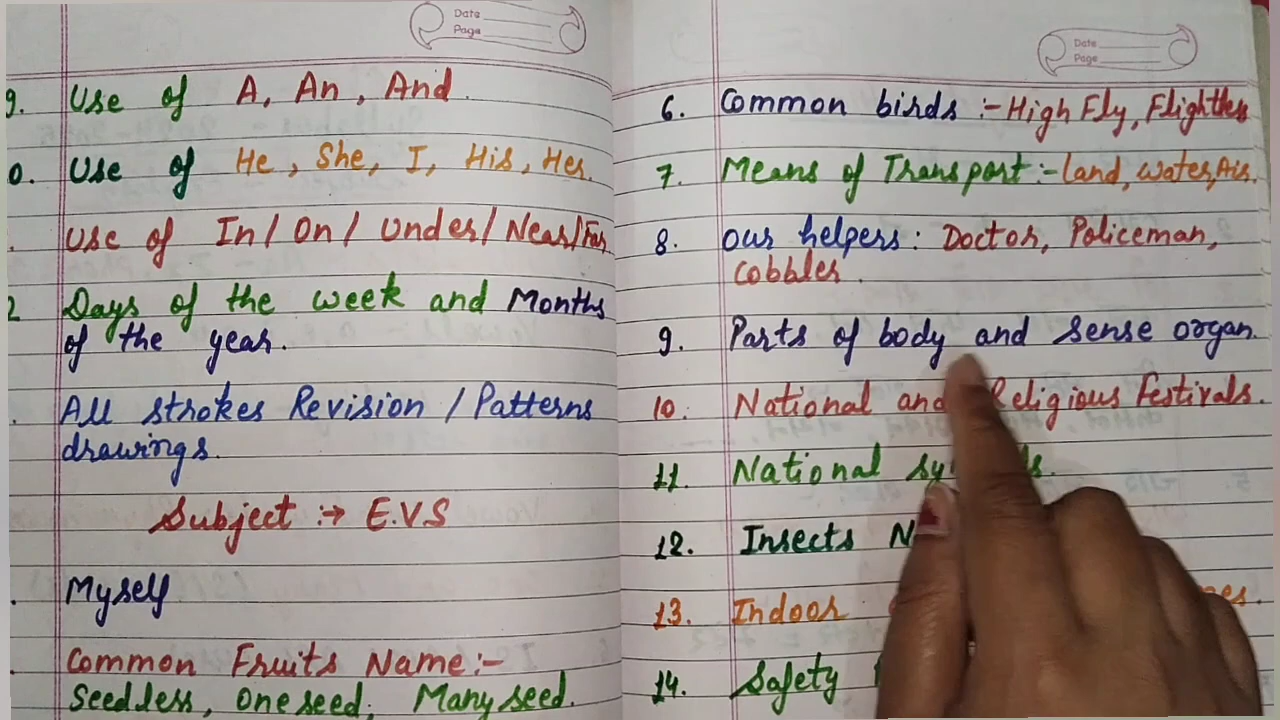 Date
Page
9. Use of A, An, And.
0. Use of He, She, I, His, Her.
. Use of In/ On/ Under/ Near/Far
2 Days of the week and Months
of the year.
. All strokes Revision / Patterns
drawings.
Subject :→ E.V.S
. Myself
. Common Fruits Name:-
Seedless, One seed, Many seed.
Date
Page
6. Common birds :- High Fly, Flightless
7. Means of Transport:- land, water, Air.
8. Our helpers: Doctor, Policeman,
Cobbler.
9. Parts of body and sense organ.
10. National and Religious festivals.
11. National
12. Insects
13. Indoor
14. Safety